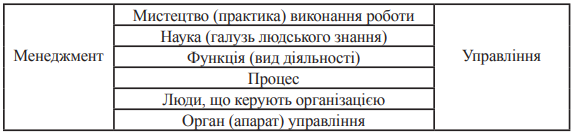 Мистецтво (практика) виконання роботи
Наука (галузь людського знання)
Менеджмент
Функція (вид діяльності)
Управління
Процес
Люди, що керують організацією
Орган (апарат) управління